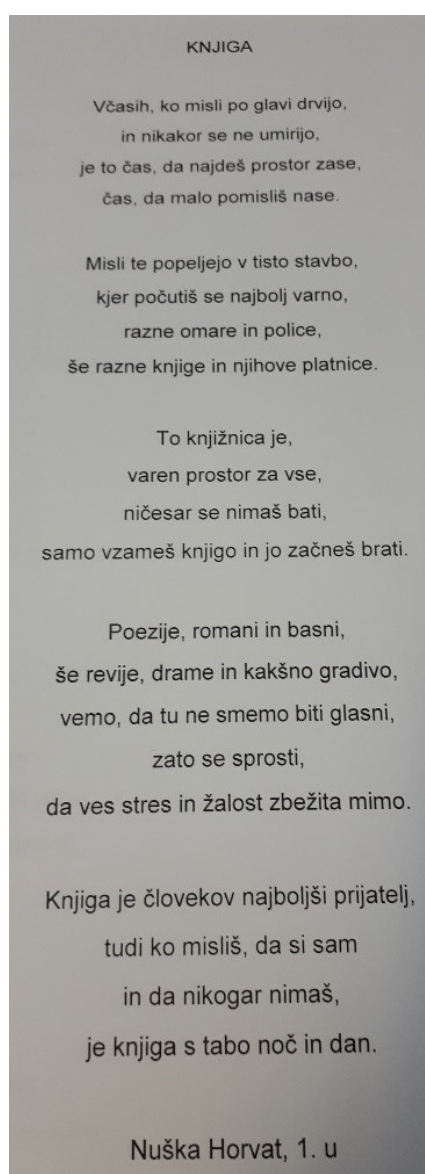 KNJIGA
Včasih, ko misli po glavi drvijo,
in nikakor se ne umirijo,
je to čas, da najdeš prostor zase,
čas, da malo pomisliš nase.
Misli te popeljejo v tisto stavbo,
kjer počutiš se najbolj varno,
razne omare in police,
še razne knjige in njihove platnice.
To knjižnica je,
varen prostor za vse,
ničesar se nimaš bati,
samo vzameš knjigo in jo začneš brati.
Poezije, romani in basni,
še revije, drame in kakšno gradivo,
vemo, da tu ne smemo biti glasni,
zato se sprosti,
da ves stres in žalost zbežita mimo.
Knjiga je človekov najboljši prijatelj,
tudi ko misliš, da si sam
in da nikogar nimaš,
je knjiga s tabo noč in dan.
Nuška Horvat, 1. u